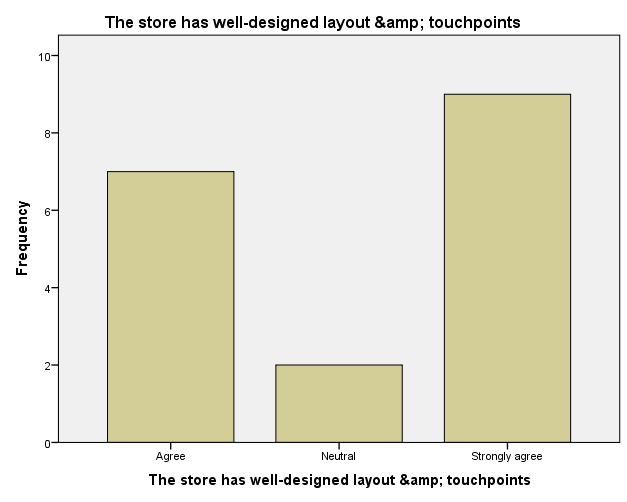 The store has well-designed layout &amp; touchpoints
10
8
6
4
2
0
Frequency
Agree
Neutral
Strongly agree
The store has well-designed layout &amp; touchpoints